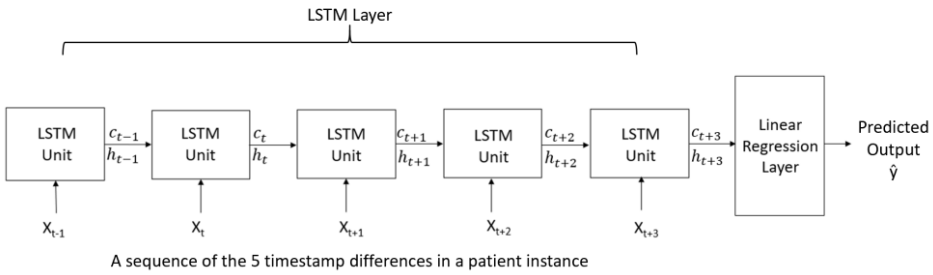 LSTM Layer
LSTM
Unit
c_{t−1}
h_{t−1}
LSTM
Unit
c_t
h_t
LSTM
Unit
c_{t+1}
h_{t+1}
LSTM
Unit
c_{t+2}
h_{t+2}
LSTM
Unit
c_{t+3}
h_{t+3}
Linear
Regression
Layer
Predicted
Output
ŷ
X_{t-1}
X_t
X_{t+1}
X_{t+2}
X_{t+3}
A sequence of the 5 timestamp differences in a patient instance